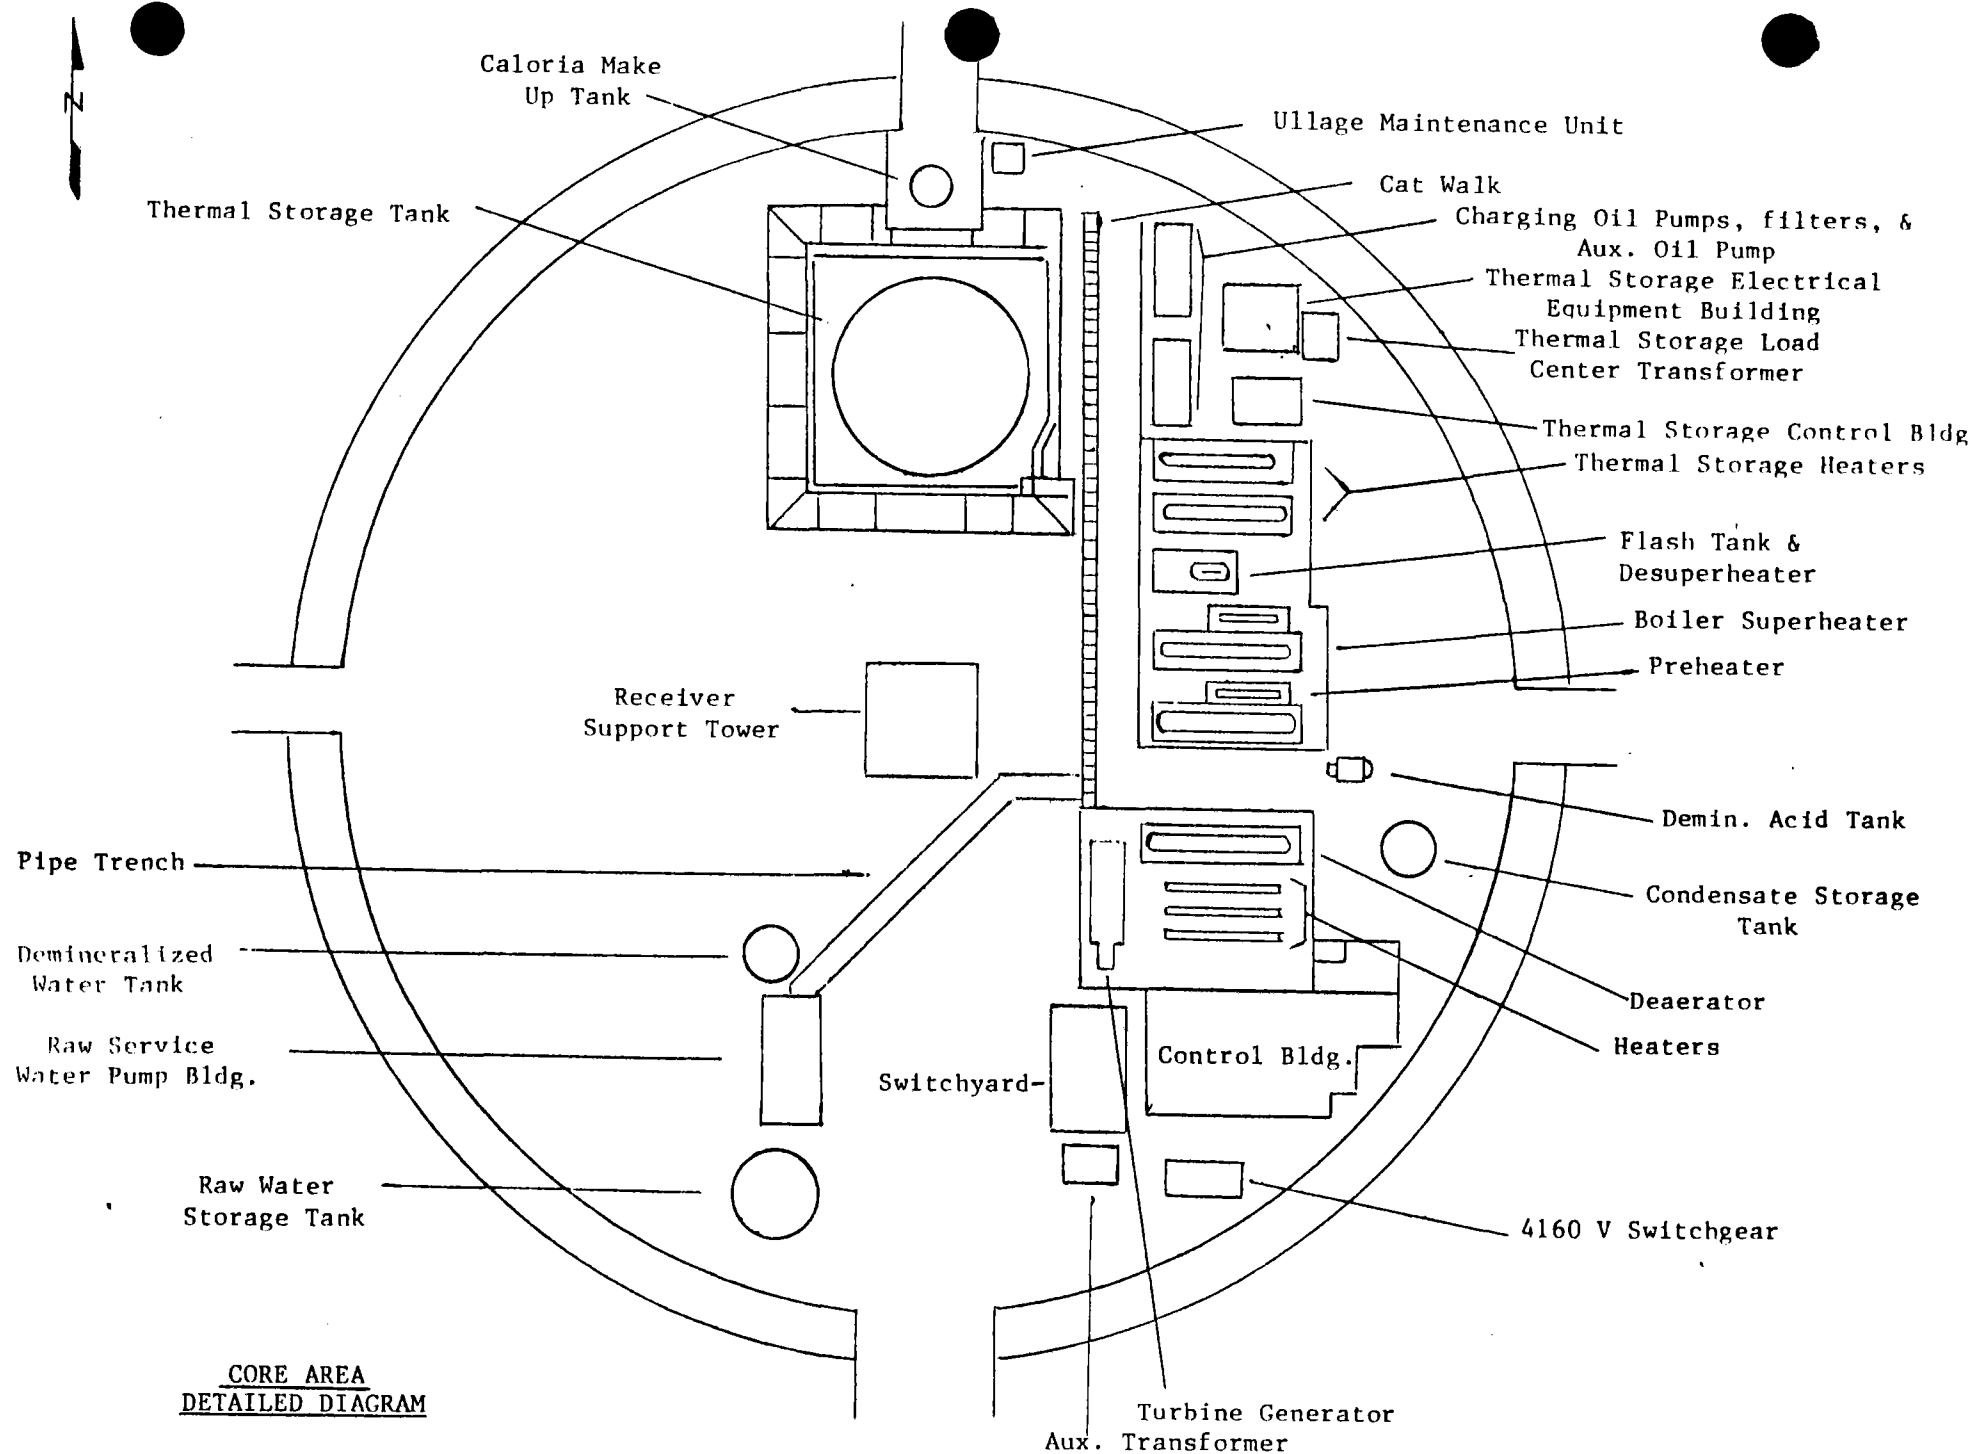 N
Caloria Make
Up Tank
Ullage Maintenance Unit
Cat Walk
Thermal Storage Tank
Charging Oil Pumps, filters, &
Aux. Oil Pump
Thermal Storage Electrical
Equipment Building
Thermal Storage Load
Center Transformer
Thermal Storage Control Bldg
Thermal Storage Heaters
Flash Tank &
Desuperheater
Boiler Superheater
Preheater
Receiver
Support Tower
Demin. Acid Tank
Pipe Trench
Condensate Storage
Tank
Demineralized
Water Tank
Deaerator
Heaters
Raw Service
Water Pump Bldg.
Control Bldg.
Switchyard-
Raw Water
Storage Tank
4160 V Switchgear
CORE AREA
DETAILED DIAGRAM
Turbine Generator
Aux. Transformer